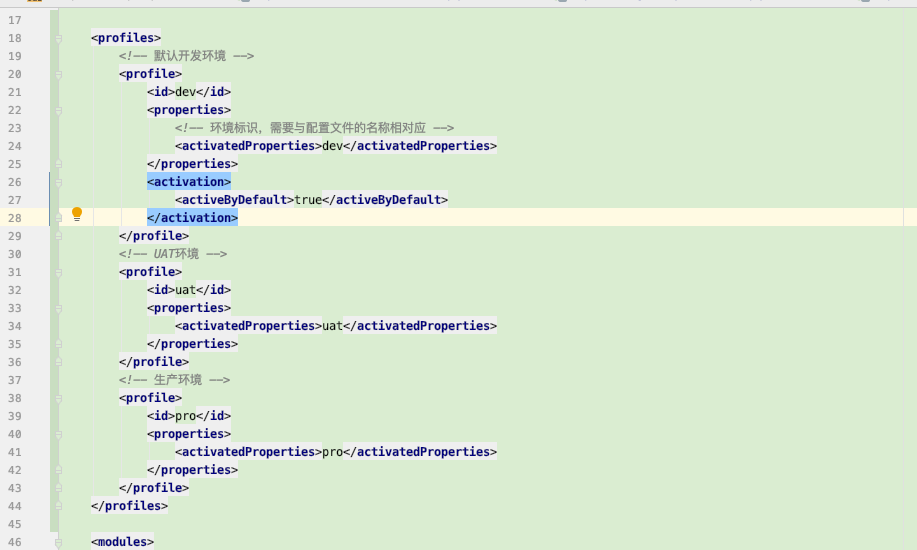 17
18 <profiles>
19 <!-- 默认开发环境 -->
20 <profile>
21 <id>dev</id>
22 <properties>
23 <!-- 环境标识，需要与配置文件的名称相对应 -->
24 <activatedProperties>dev</activatedProperties>
25 </properties>
26 <activation>
27 <activeByDefault>true</activeByDefault>
28 </activation>
29 </profile>
30 <!-- UAT环境 -->
31 <profile>
32 <id>uat</id>
33 <properties>
34 <activatedProperties>uat</activatedProperties>
35 </properties>
36 </profile>
37 <!-- 生产环境 -->
38 <profile>
39 <id>pro</id>
40 <properties>
41 <activatedProperties>pro</activatedProperties>
42 </properties>
43 </profile>
44 </profiles>
45
46 <modules>